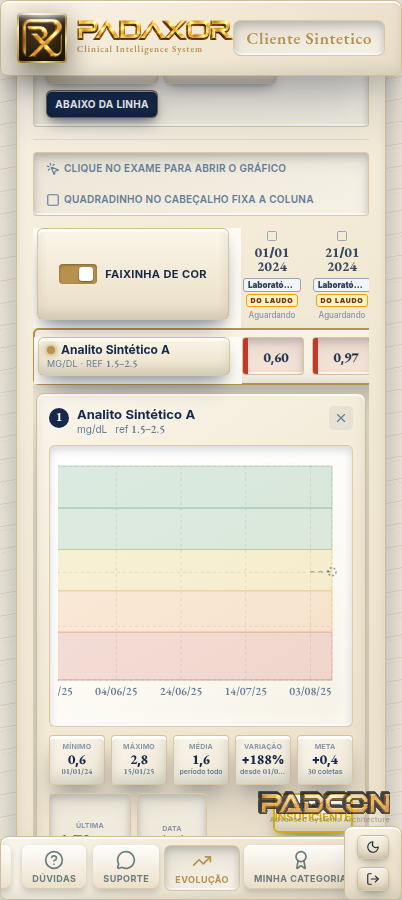 PADAXOR
Clinical Intelligence System
Cliente Sintetico
ABAIXO DA LINHA
CLIQUE NO EXAME PARA ABRIR O GRÁFICO
QUADRADINHO NO CABEÇALHO FIXA A COLUNA
FAIXINHA DE COR
01/01 2024
21/01 2024
Laborató…
Laborató…
DO LAUDO
DO LAUDO
Aguardando
Aguardando
Analito Sintético A
MG/DL · REF 1.5–2.5
0,60
0,97
1
Analito Sintético A
mg/dL ref 1.5–2.5
/25
04/06/25
24/06/25
14/07/25
03/08/25
MÍNIMO
0,6
01/01/24
MÁXIMO
2,8
15/01/25
MÉDIA
1,6
período todo
VARIAÇÃO
+188%
desde 01/0…
META
+0,4
30 coletas
ÚLTIMA
DATA
PADCON
INSUFICIENTE
DÚVIDAS
SUPORTE
EVOLUÇÃO
MINHA CATEGORIA